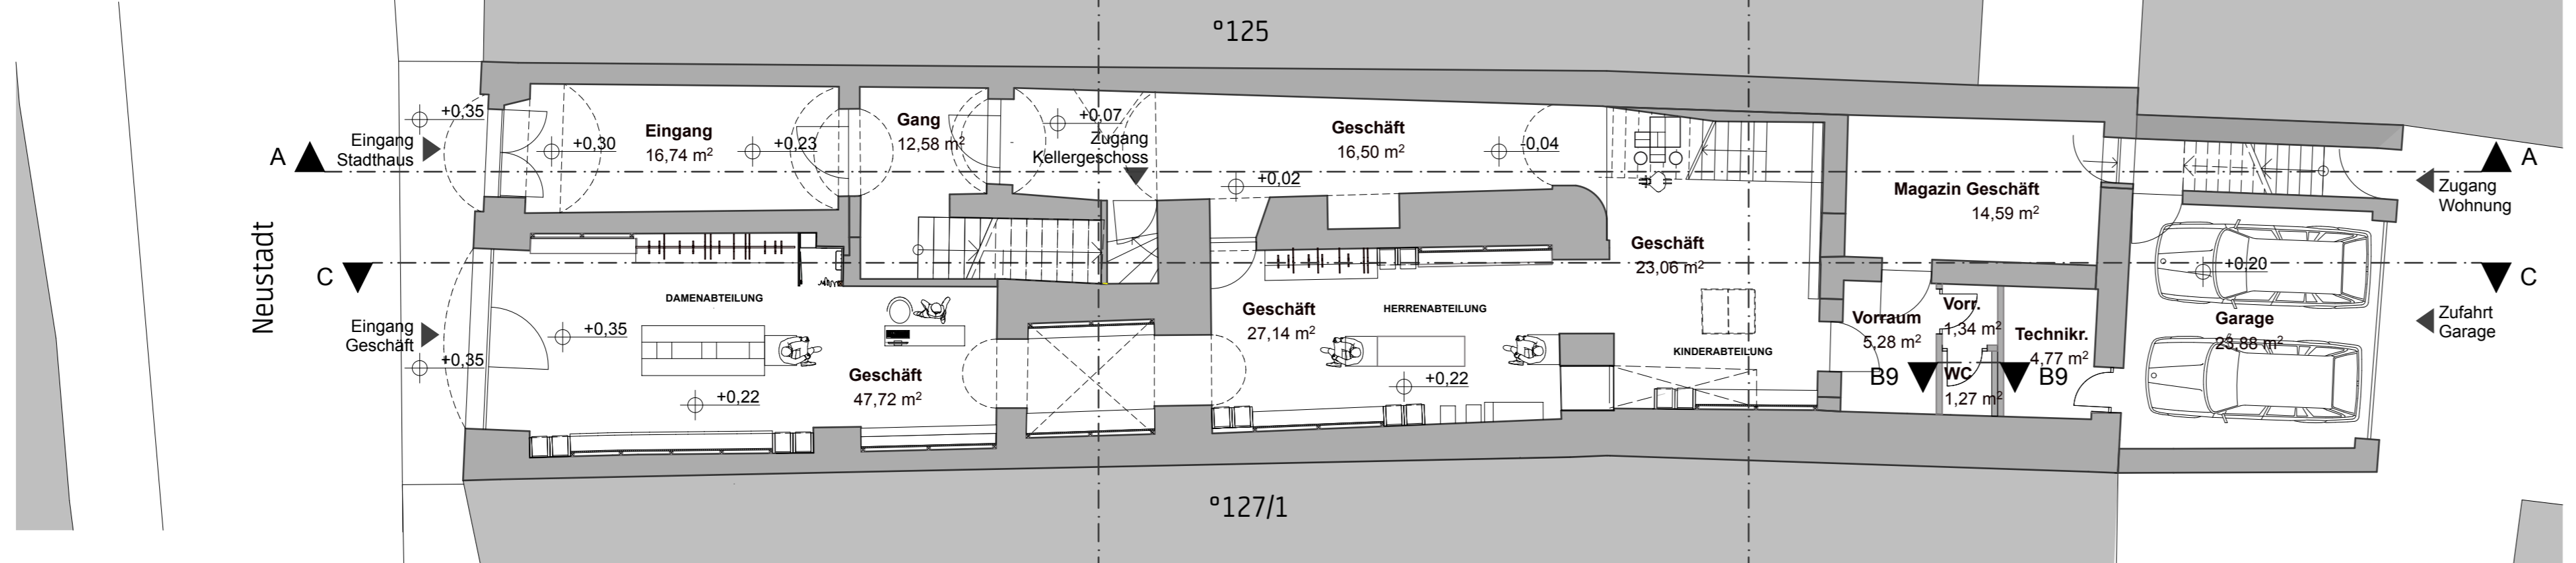 °125
+0,35
Eingang
Stadthaus
A
+0,30
Eingang
16,74 m²
+0,23
Gang
12,58 m²
+0,07
Zugang
Kellergeschoss
Geschäft
16,50 m²
-0,04
+0,02
A
Zugang
Wohnung
Magazin Geschäft
14,59 m²
Neustadt
C
Geschäft
23,06 m²
+0,20
C
DAMENABTEILUNG
Geschäft
27,14 m²
HERRENABTEILUNG
Vorraum
5,28 m²
Vorr.
1,34 m²
Technikr.
4,77 m²
Garage
23,88 m²
Zufahrt
Garage
Eingang
Geschäft
+0,35
+0,35
KINDERABTEILUNG
Geschäft
47,72 m²
+0,22
+0,22
B9
WC
1,27 m²
B9
°127/1